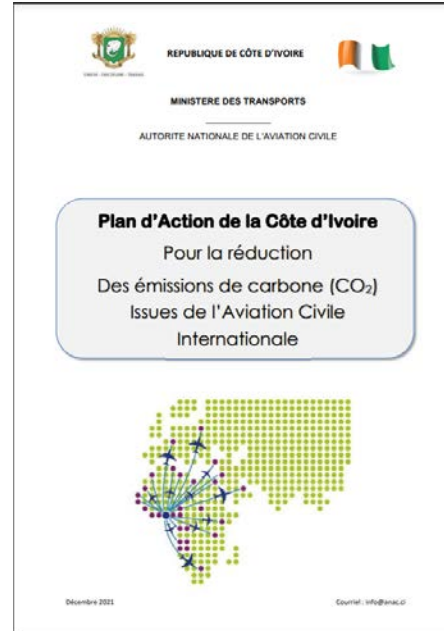 REPUBLIQUE DE CÔTE D'IVOIRE
MINISTERE DES TRANSPORTS
AUTORITE NATIONALE DE L'AVIATION CIVILE
Plan d'Action de la Côte d'Ivoire
Pour la réduction
Des émissions de carbone (CO₂)
Issues de l'Aviation Civile
Internationale
Décembre 2021
Courriel : info@anac.ci